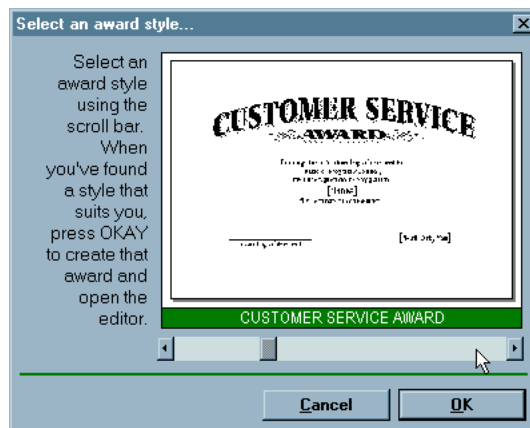 Select an award style...
Select an
award style
using the
scroll bar.
When
you've found
a style that
suits you,
press OKAY
to create that
award and
open the
editor.
CUSTOMER SERVICE
AWARD
[Name]
CUSTOMER SERVICE AWARD
Cancel
OK